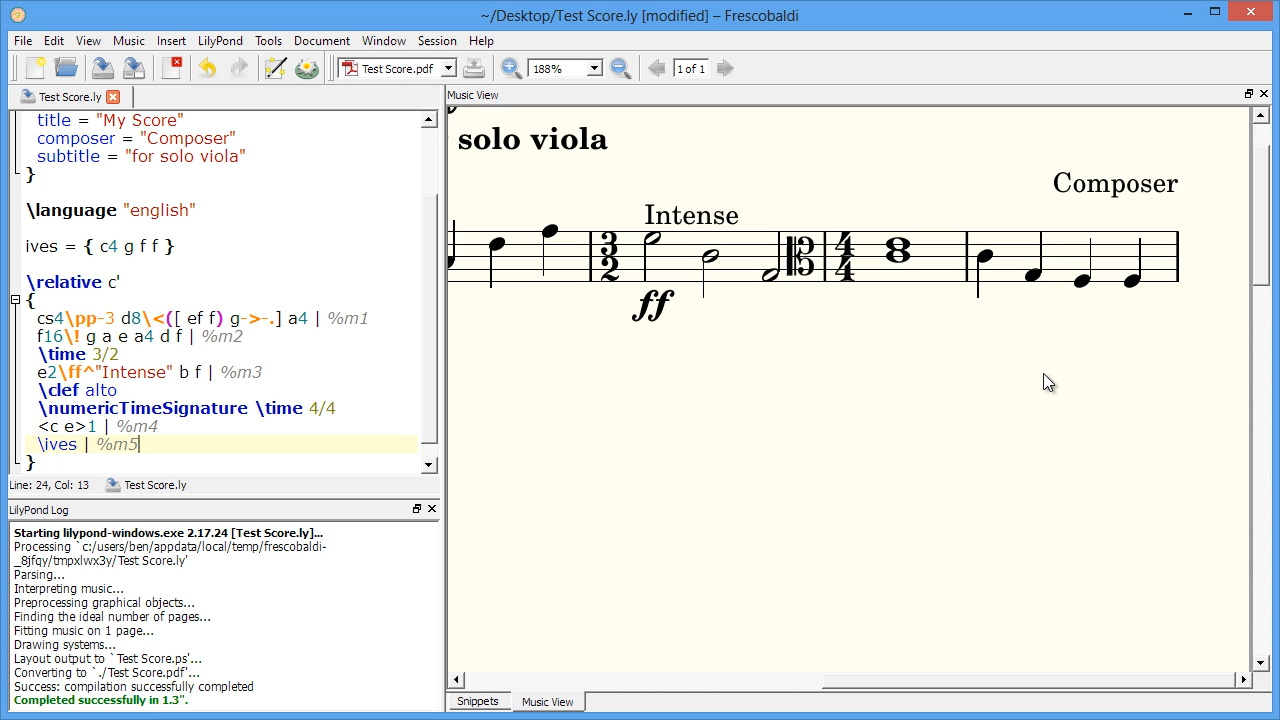 ~/Desktop/Test Score.ly [modified] – Frescobaldi
File Edit View Music Insert LilyPond Tools Document Window Session Help
Test Score.pdf 188% 1 of 1
Test Score.ly
title = "My Score"
composer = "Composer"
subtitle = "for solo viola"
}
\language "english"
ives = { c4 g f f }
\relative c'
{
cs4\pp-3 d8\<([ ef f) g->-.] a4 | %m1
f16\! g a e a4 d f | %m2
\time 3/2
e2\ff^"Intense" b f | %m3
\clef alto
\numericTimeSignature \time 4/4
<c e>1 | %m4
\ives | %m5
}
Line: 24, Col: 13 Test Score.ly
LilyPond Log
Starting lilypond-windows.exe 2.17.24 [Test Score.ly]...
Processing `c:/users/ben/appdata/local/temp/frescobaldi-
_8jfqy/tmpxlwx3y/Test Score.ly'
Parsing...
Interpreting music...
Preprocessing graphical objects...
Finding the ideal number of pages...
Fitting music on 1 page...
Drawing systems...
Layout output to `Test Score.ps'...
Converting to `./Test Score.pdf'...
Success: compilation successfully completed
Completed successfully in 1.3".
Music View
solo viola
Composer
Intense
3 4
2 4
ff
Snippets Music View